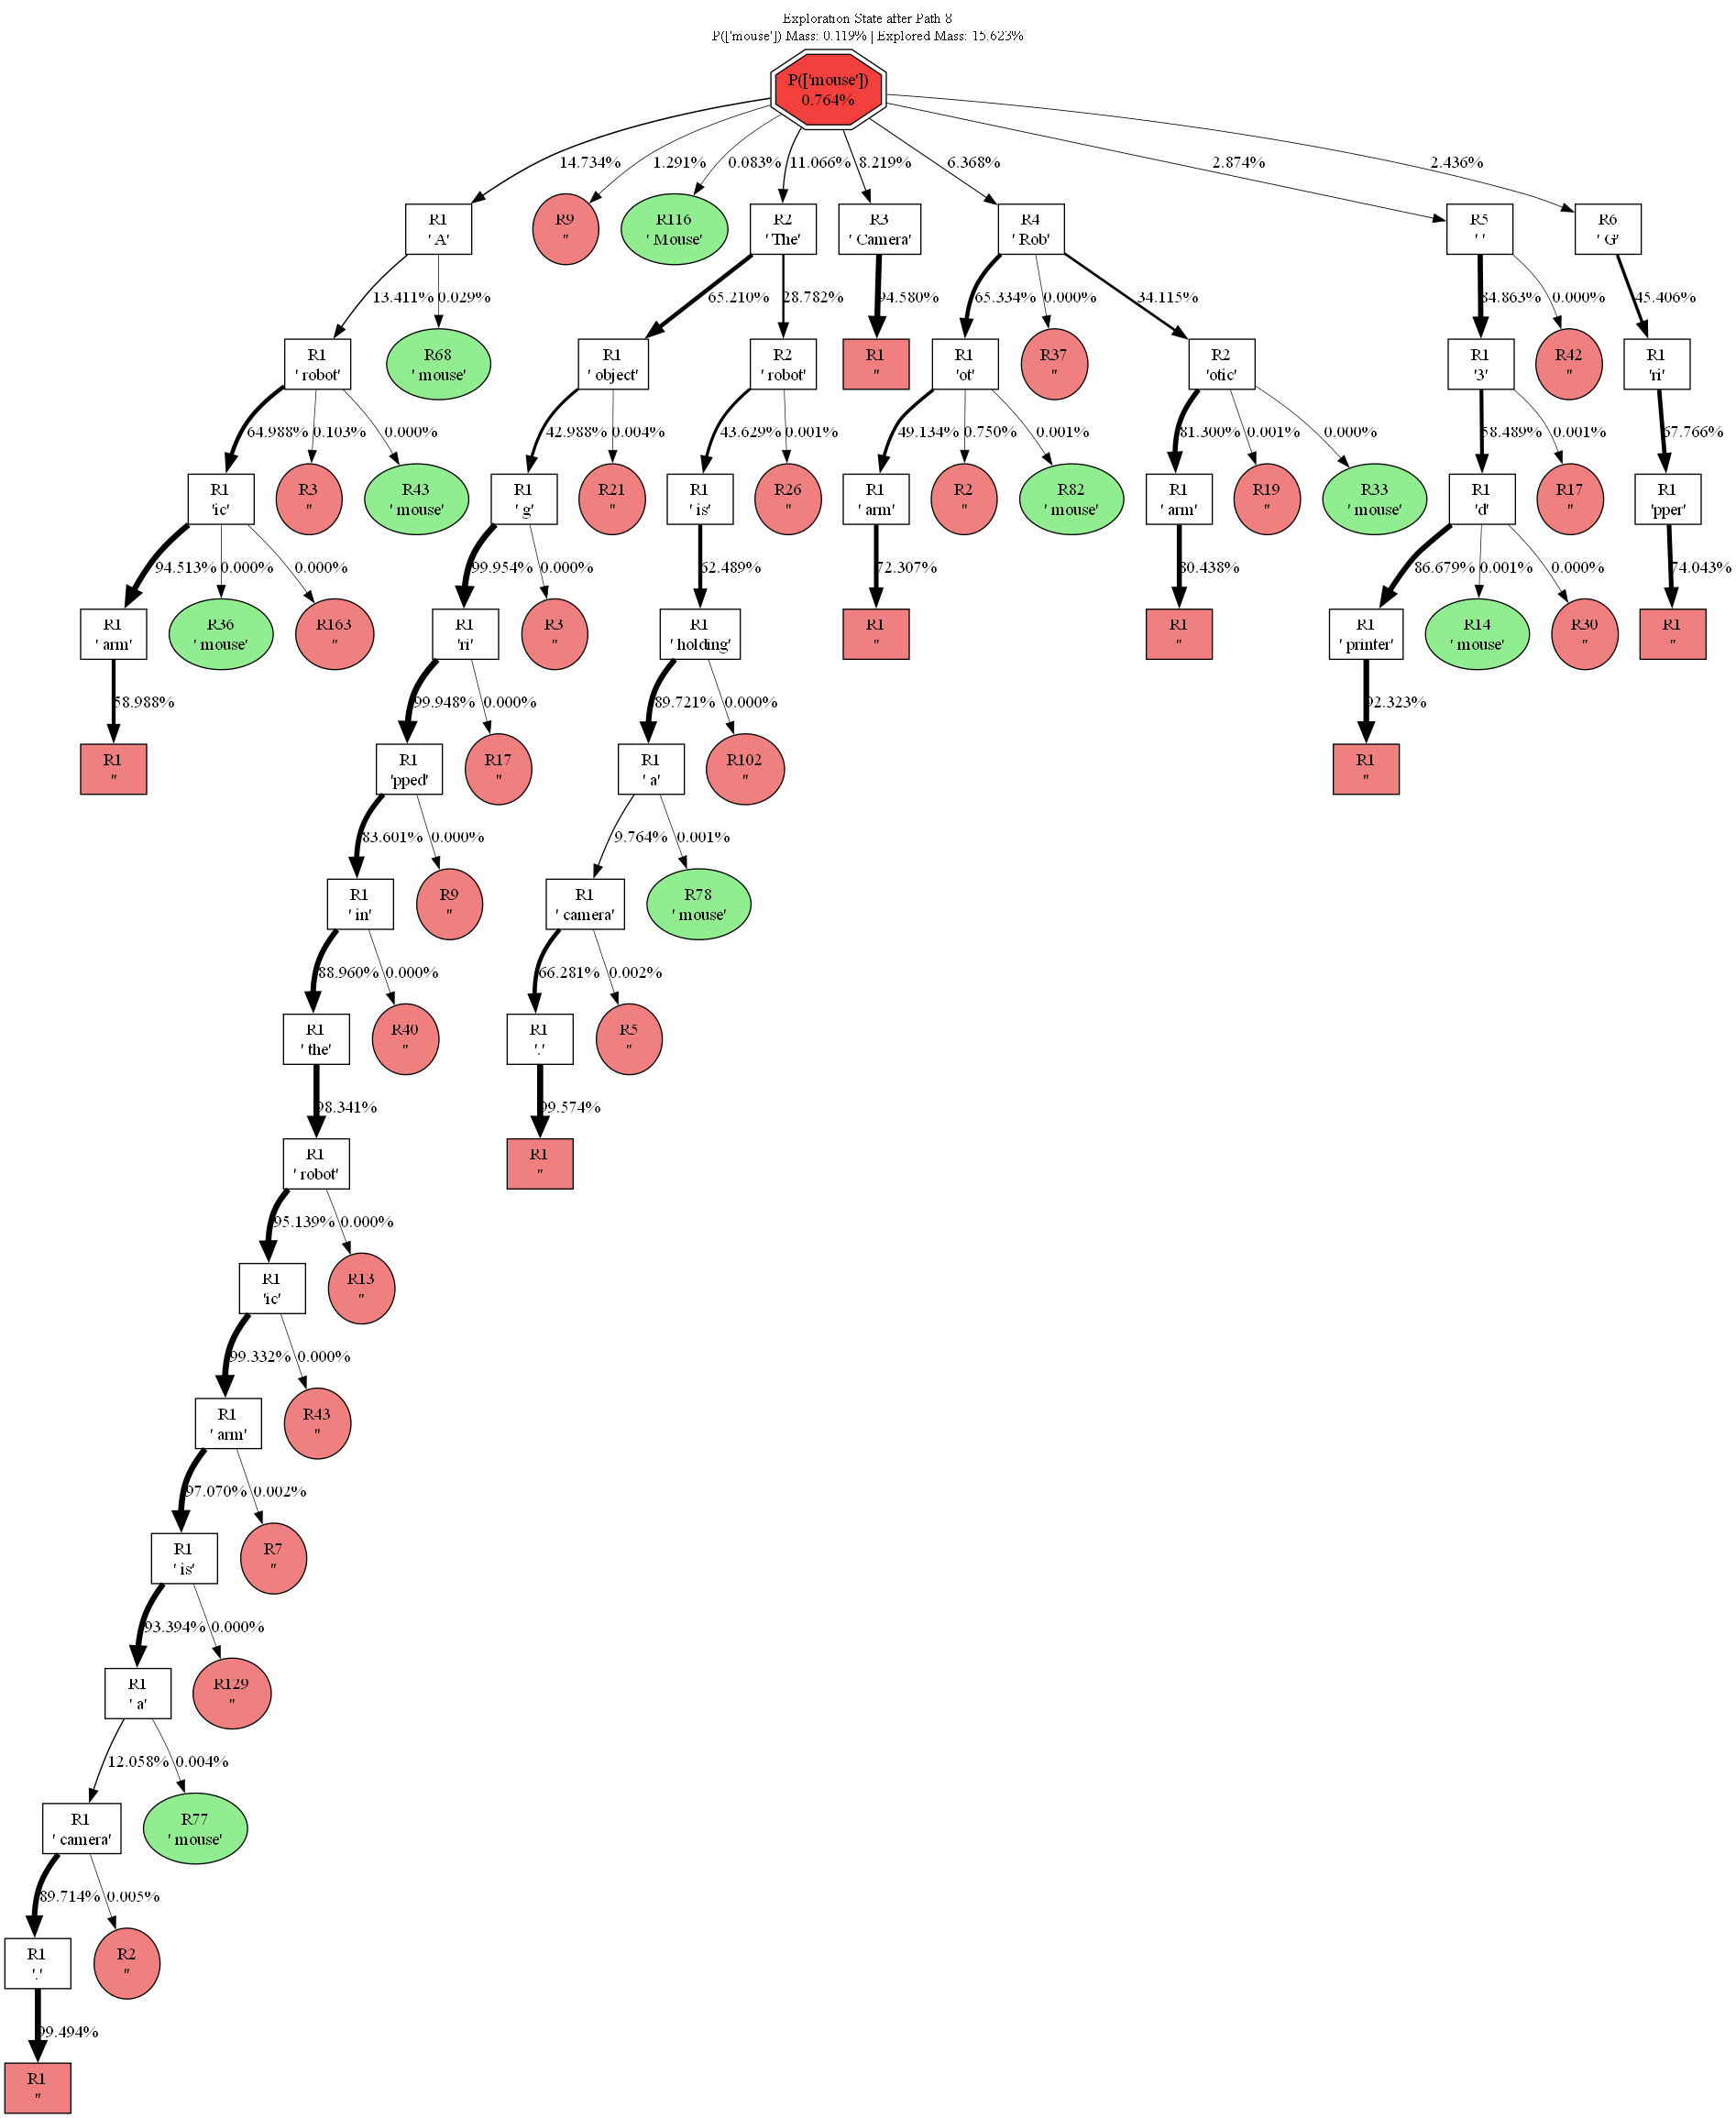 Exploration State after Path 8
P(['mouse']) Mass: 0.119% | Explored Mass: 15.623%
P(['mouse'])
0.764%
14.734% 1.291% 0.083% 11.066% 8.219% 6.368% 2.874% 2.436%
R1 R9 R116 R2 R3 R4 R5 R6
' A' '' ' Mouse' ' The' ' Camera' ' Rob' ' ' ' G'
13.411% 0.029% 65.210% 28.782% 94.580% 65.334% 0.000% 34.115% 84.863% 0.000% 45.406%
R1 R68 R1 R2 R1 R1 R37 R2 R1 R42 R1
' robot' ' mouse' ' object' ' robot' '' 'ot' '' 'otic' '3' '' 'ri'
64.988% 0.103% 0.000% 42.988% 0.004% 43.629% 0.001% 49.134% 0.750% 0.001% 81.300% 0.001% 0.000% 58.489% 0.001% 67.766%
R1 R3 R43 R1 R21 R1 R26 R1 R2 R82 R1 R19 R33 R1 R17 R1
'ic' '' ' mouse' ' g' '' ' is' '' ' arm' '' ' mouse' ' arm' '' ' mouse' 'd' '' 'pper'
94.513% 0.000% 0.000% 99.954% 0.000% 62.489% 72.307% 80.438% 86.679% 0.001% 0.000% 74.043%
R1 R36 R163 R1 R3 R1 R1 R1 R1 R14 R30 R1
' arm' ' mouse' '' 'ri' '' ' holding' '' '' ' printer' ' mouse' '' ''
58.988% 99.948% 0.000% 89.721% 0.000% 92.323%
R1 R1 R17 R1 R102 R1
'' 'pped' '' ' a' '' ''
83.601% 0.000% 9.764% 0.001%
R1 R9 R1 R78
' in' '' ' camera' ' mouse'
88.960% 0.000% 66.281% 0.002%
R1 R40 R1 R5
' the' '' '.' ''
98.341% 99.574%
R1 R1
' robot' ''
95.139% 0.000%
R1 R13
'ic' ''
99.332% 0.000%
R1 R43
' arm' ''
97.070% 0.002%
R1 R7
' is' ''
93.394% 0.000%
R1 R129
' a' ''
12.058% 0.004%
R1 R77
' camera' ' mouse'
89.714% 0.005%
R1 R2
'.' ''
99.494%
R1
''